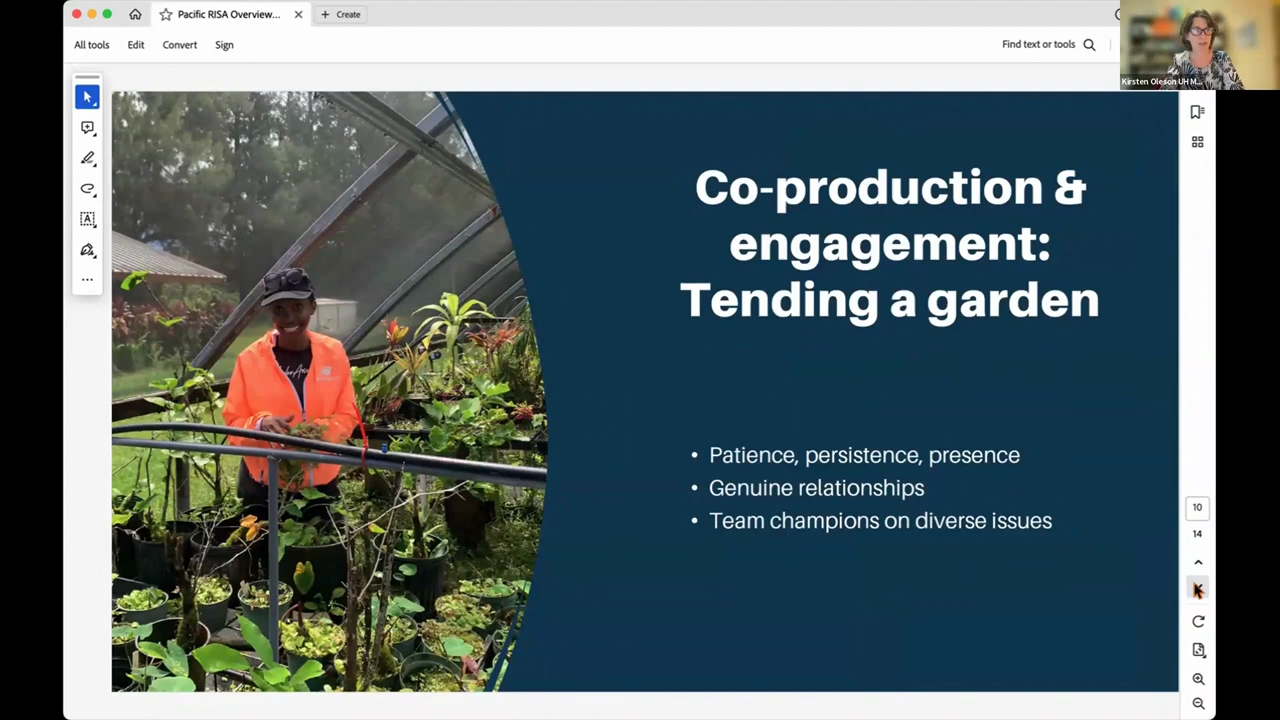 Pacific RISA Overview...
Create
All tools
Edit
Convert
Sign
Find text or tools
Kirsten Oleson UH M...
Co-production &
engagement:
Tending a garden
• Patience, persistence, presence
• Genuine relationships
• Team champions on diverse issues
10
14